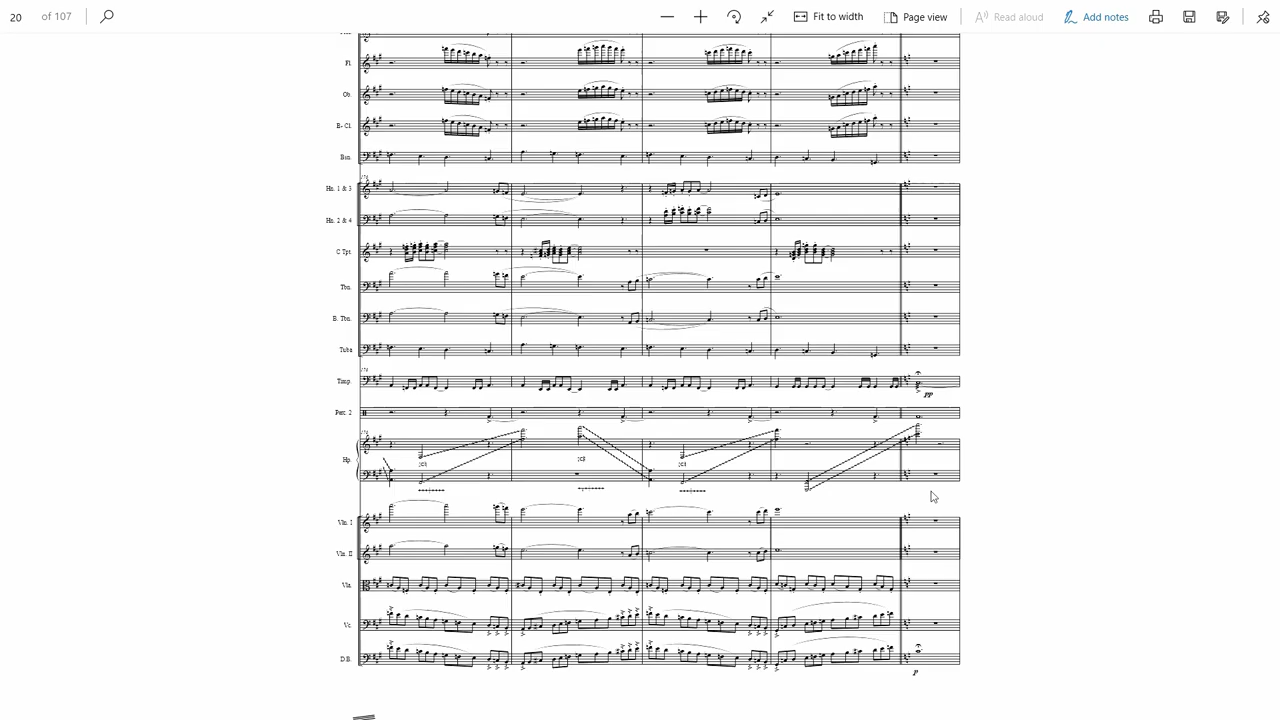 20 of 107 Fit to width Page view Read aloud Add notes
Fl.
Ob.
B♭ Cl.
Bsn.
Hn. 1 & 3
Hn. 2 & 4
C Tpt.
Tbn.
B. Tbn.
Tuba
Timp.
pp
Perc. 2
Hp.
Vln. I
Vln. II
Vla.
Vc.
D.B.
p